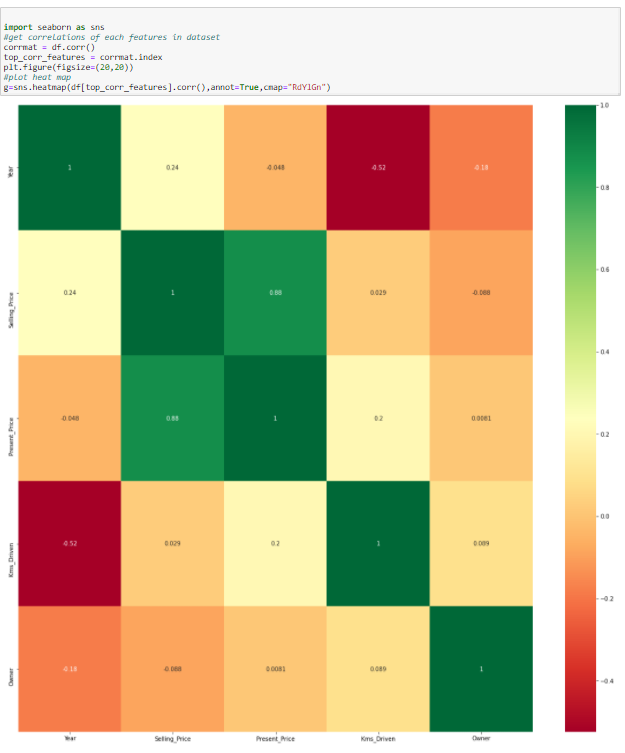 import seaborn as sns
#get correlations of each features in dataset
corrmat = df.corr()
top_corr_features = corrmat.index
plt.figure(figsize=(20,20))
#plot heat map
g=sns.heatmap(df[top_corr_features].corr(),annot=True,cmap="RdYlGn")
Year
1
0.24
-0.048
-0.52
-0.18
Selling_Price
0.24
1
0.88
0.029
-0.088
Present_Price
-0.048
0.88
1
0.2
0.0081
Kms_Driven
-0.52
0.029
0.2
1
0.089
Owner
-0.18
-0.088
0.0081
0.089
1
Year
Selling_Price
Present_Price
Kms_Driven
Owner
1.0
0.8
0.6
0.4
0.2
0.0
-0.2
-0.4